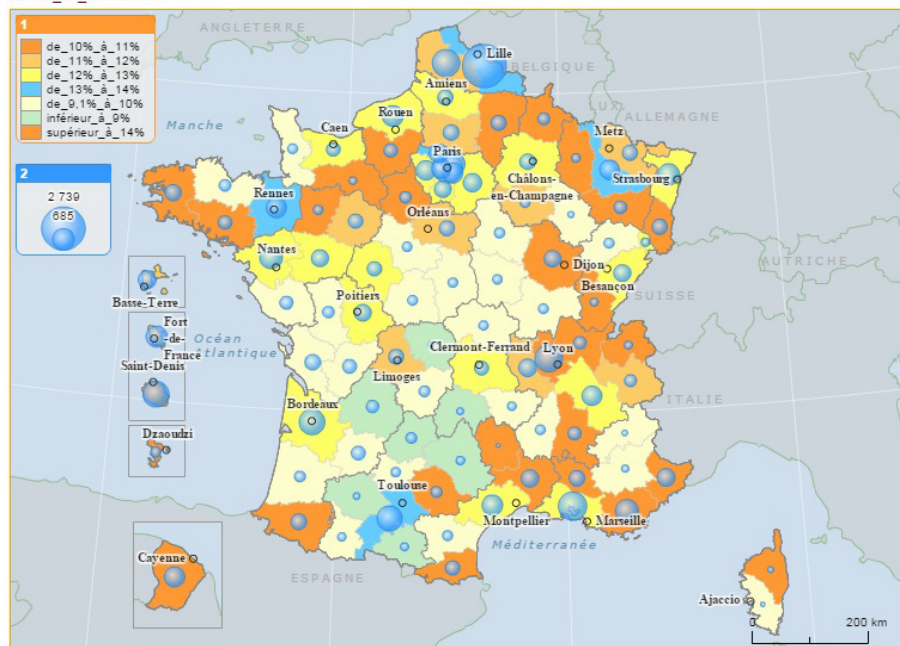 1
de_10%_à_11%
de_11%_à_12%
de_12%_à_13%
de_13%_à_14%
de_9,1%_à_10%
inférieur_à_9%
supérieur_à_14%
2
2 739
685
ANGLETERRE
Lille
BELGIQUE
Amiens
LUX
Rouen
ALLEMAGNE
Manche
Caen
Metz
Paris
Châlons-
en-Champagne
Strasbourg
Rennes
Orléans
Nantes
Dijon
AUTRICHE
Besançon
SUISSE
Basse-Terre
Poitiers
Fort
-de-
France
Océan
Atlantique
Clermont-Ferrand
Lyon
Saint-Denis
Limoges
ITALIE
Bordeaux
Dzaoudzi
Toulouse
Montpellier
Marseille
Méditerranée
Cayenne
ESPAGNE
Ajaccio
0
200 km